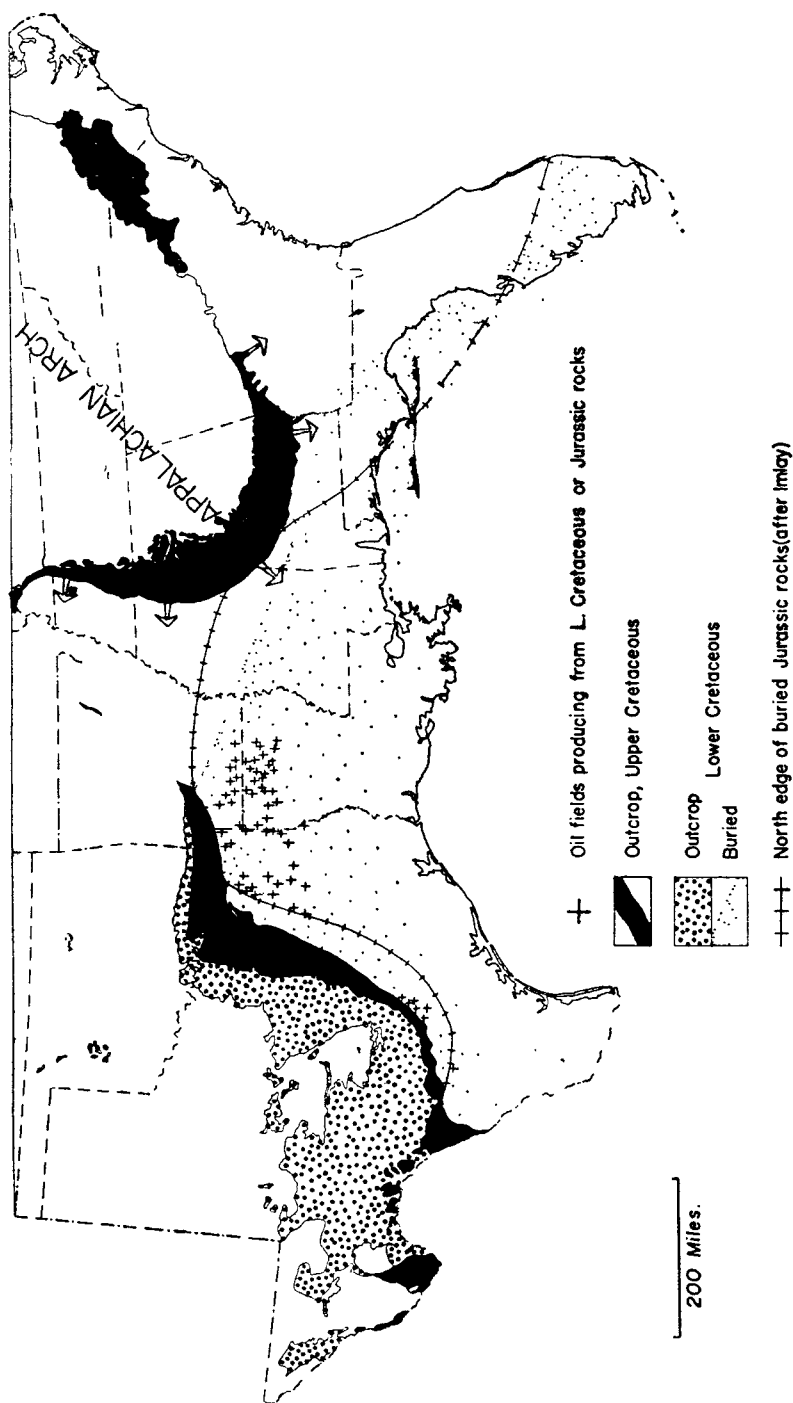 APPALACHIAN ARCH
Oil fields producing from L. Cretaceous or Jurassic rocks
Outcrop, Upper Cretaceous
Outcrop
Lower Cretaceous
Buried
North edge of buried Jurassic rocks(after Imlay)
200 Miles.